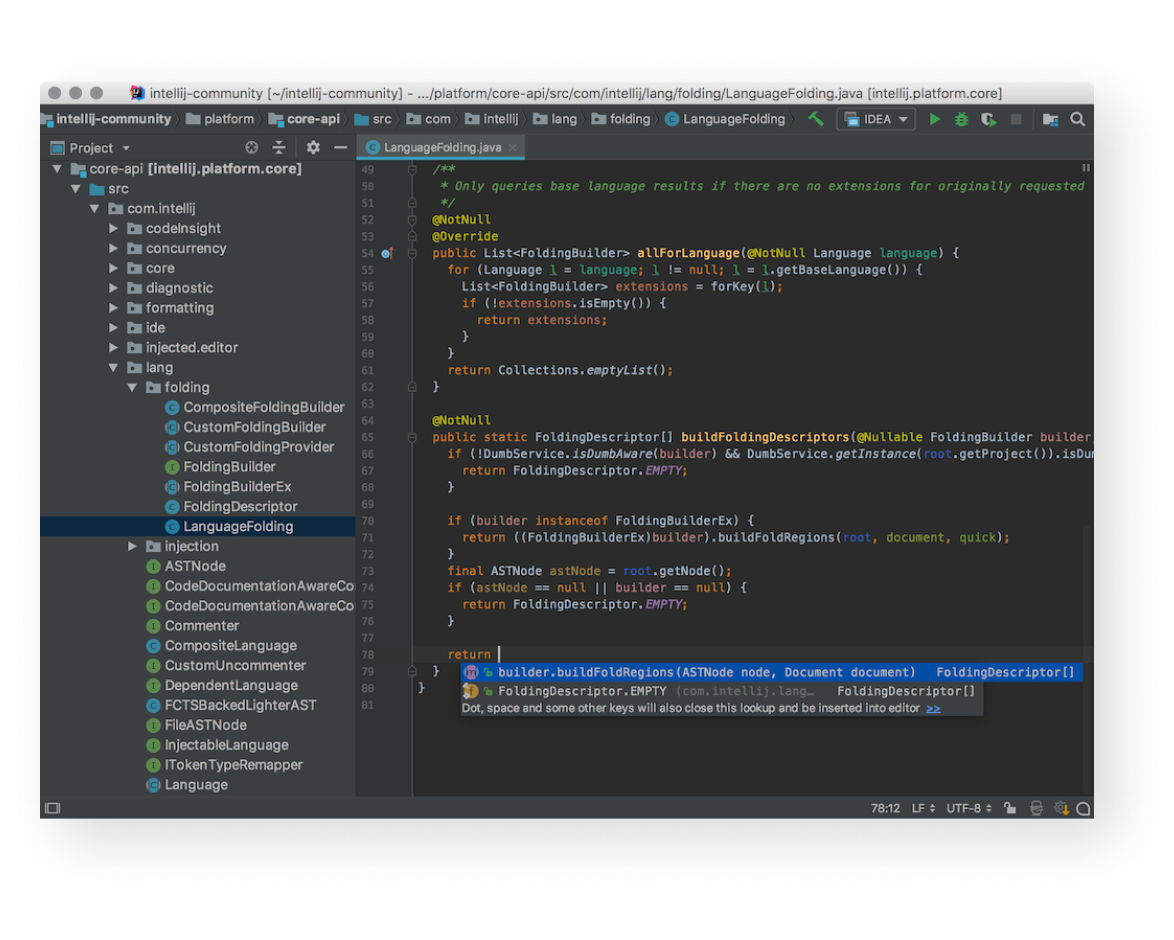 intellij-community [~/intellij-community] - .../platform/core-api/src/com/intellij/lang/folding/LanguageFolding.java [intellij.platform.core]
intellij-community platform core-api src com intellij lang folding LanguageFolding IDEA
Project
LanguageFolding.java
core-api [intellij.platform.core]
src
com.intellij
codeInsight
concurrency
core
diagnostic
formatting
ide
injected.editor
lang
folding
CompositeFoldingBuilder
CustomFoldingBuilder
CustomFoldingProvider
FoldingBuilder
FoldingBuilderEx
FoldingDescriptor
LanguageFolding
injection
ASTNode
CodeDocumentationAwareCo
CodeDocumentationAwareCo
Commenter
CompositeLanguage
CustomUncommenter
DependentLanguage
FCTSBackedLighterAST
FileASTNode
InjectableLanguage
ITokenTypeRemapper
Language
49 /**
50 * Only queries base language results if there are no extensions for originally requested
51 */
52 @NotNull
53 @Override
54 public List<FoldingBuilder> allForLanguage(@NotNull Language language) {
55 for (Language l = language; l != null; l = l.getBaseLanguage()) {
56 List<FoldingBuilder> extensions = forKey(l);
57 if (!extensions.isEmpty()) {
58 return extensions;
59 }
60 }
61 return Collections.emptyList();
62 }
63
64 @NotNull
65 public static FoldingDescriptor[] buildFoldingDescriptors(@Nullable FoldingBuilder builder,
66 if (!DumbService.isDumbAware(builder) && DumbService.getInstance(root.getProject()).isDum
67 return FoldingDescriptor.EMPTY;
68 }
69
70 if (builder instanceof FoldingBuilderEx) {
71 return ((FoldingBuilderEx)builder).buildFoldRegions(root, document, quick);
72 }
73 final ASTNode astNode = root.getNode();
74 if (astNode == null || builder == null) {
75 return FoldingDescriptor.EMPTY;
76 }
77
78 return
79 }
80 }
81
builder.buildFoldRegions(ASTNode node, Document document) FoldingDescriptor[]
FoldingDescriptor.EMPTY (com.intellij.lang… FoldingDescriptor[]
Dot, space and some other keys will also close this lookup and be inserted into editor >>
78:12 LF UTF-8